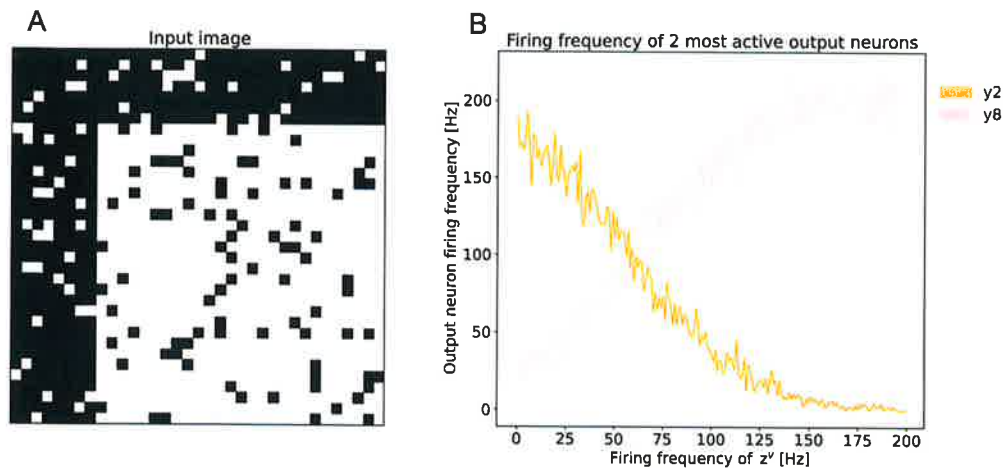 A
Input image
B
Firing frequency of 2 most active output neurons
Output neuron firing frequency [Hz]
200
150
100
50
0
0 25 50 75 100 125 150 175 200
Firing frequency of zʸ [Hz]
y2
y8